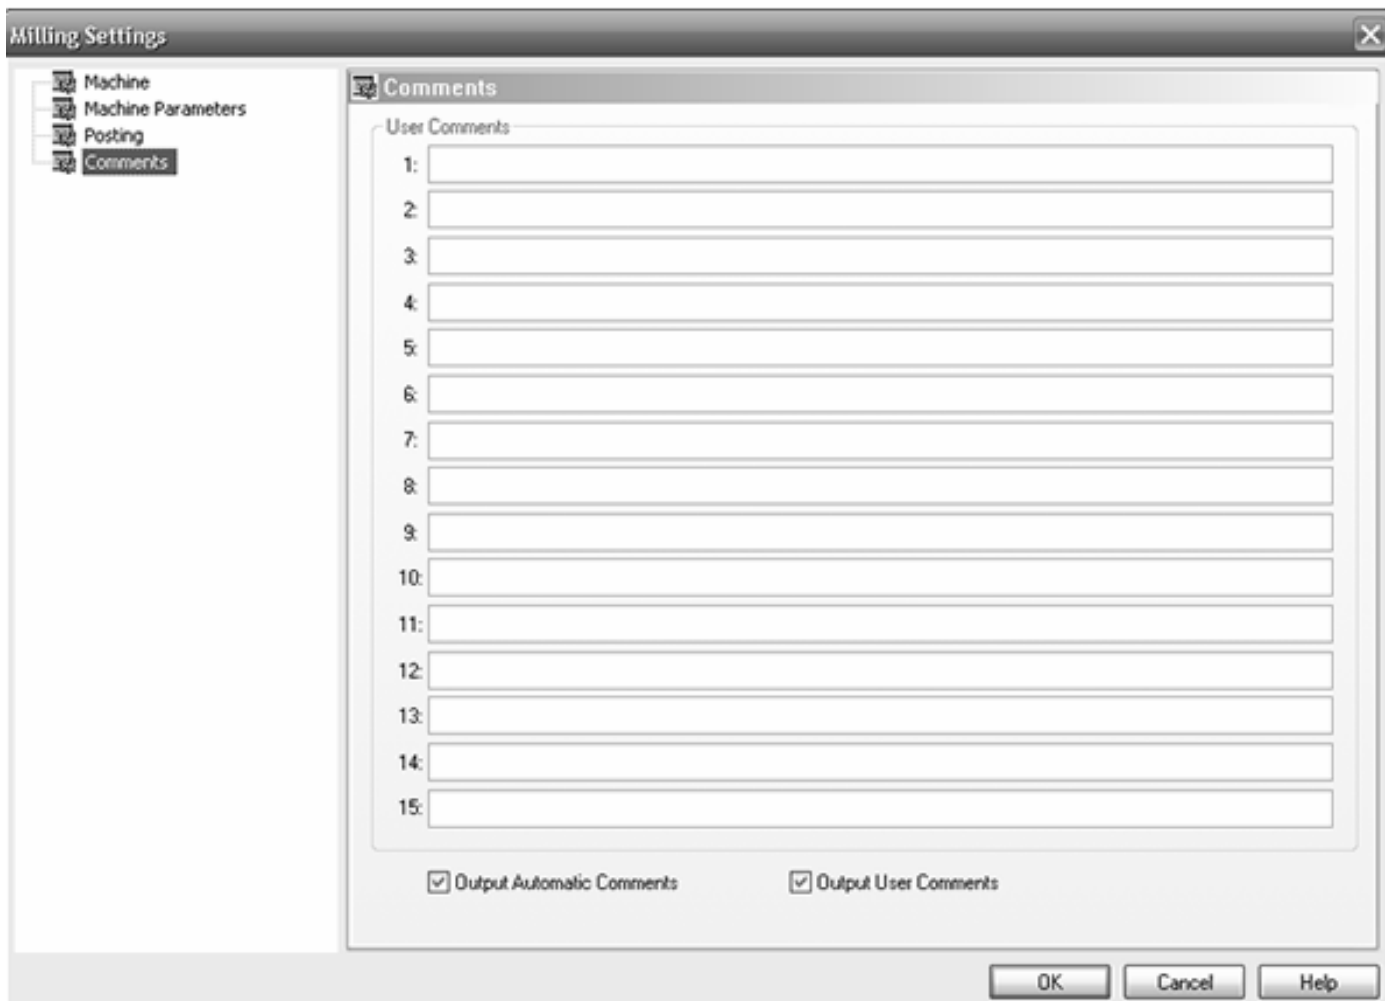 Milling Settings
Machine
Machine Parameters
Posting
Comments
Comments
User Comments
1:
2:
3:
4:
5:
6:
7:
8:
9:
10:
11:
12:
13:
14:
15:
Output Automatic Comments Output User Comments
OK Cancel Help